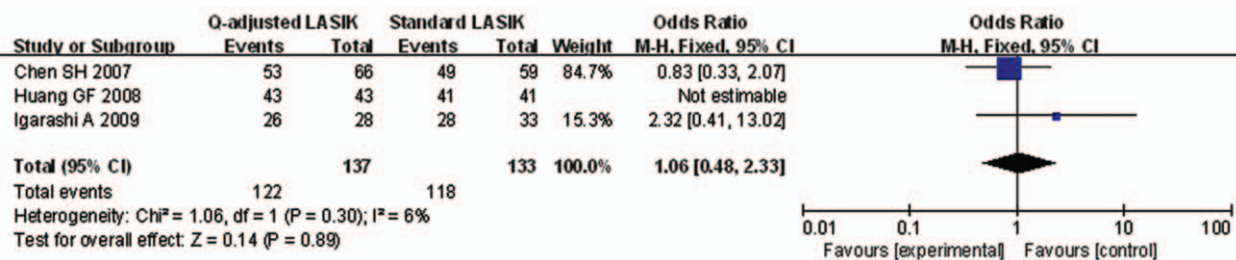 Q-adjusted LASIK Standard LASIK Odds Ratio Odds Ratio
Study or Subgroup Events Total Events Total Weight M-H, Fixed, 95% CI M-H, Fixed, 95% CI
Chen SH 2007 53 66 49 59 84.7% 0.83 [0.33, 2.07]
Huang GF 2008 43 43 41 41 Not estimable
Igarashi A 2009 26 28 28 33 15.3% 2.32 [0.41, 13.02]
Total (95% CI) 137 133 100.0% 1.06 [0.48, 2.33]
Total events 122 118
Heterogeneity: Chi² = 1.06, df = 1 (P = 0.30); I² = 6%
Test for overall effect: Z = 0.14 (P = 0.89)
0.01 0.1 1 10 100
Favours [experimental] Favours [control]